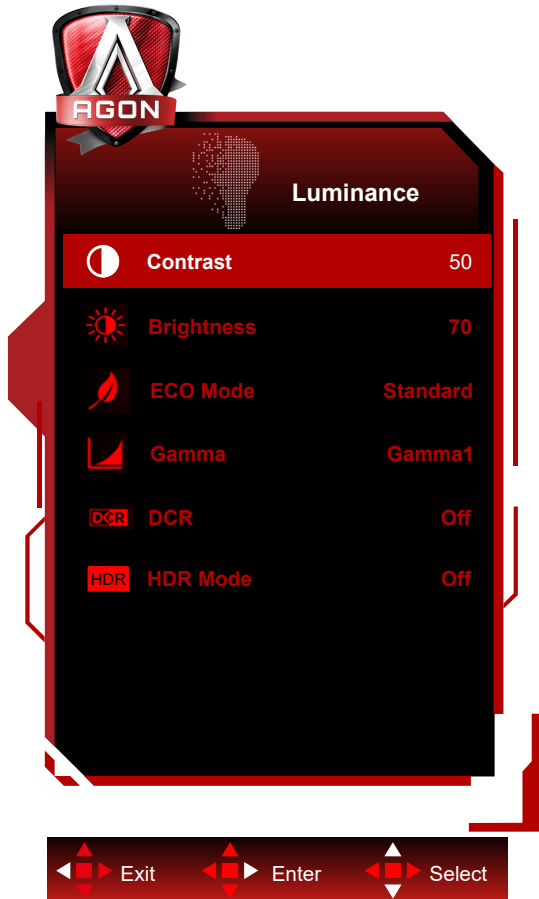 AGON
Luminance
Contrast 50
Brightness 70
ECO Mode Standard
Gamma Gamma1
DCR DCR Off
HDR HDR Mode Off
Exit Enter Select